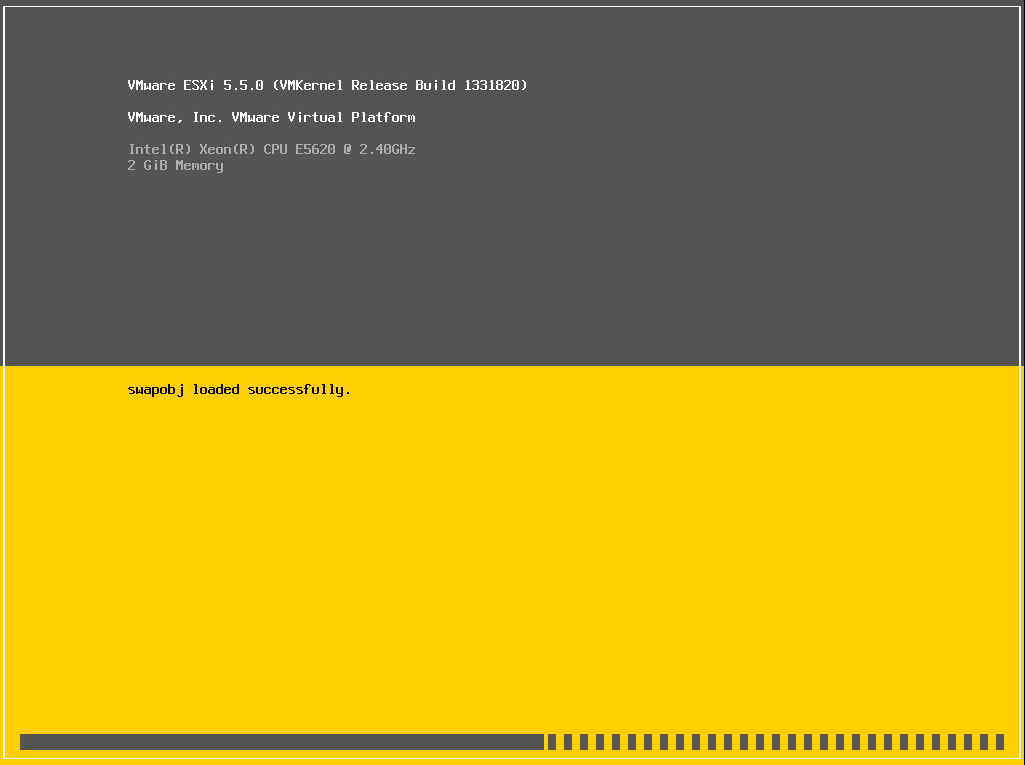 VMware ESXi 5.5.0 (VMKernel Release Build 1331820)
VMware, Inc. VMware Virtual Platform
Intel(R) Xeon(R) CPU E5620 @ 2.40GHz
2 GiB Memory
swapobj loaded successfully.